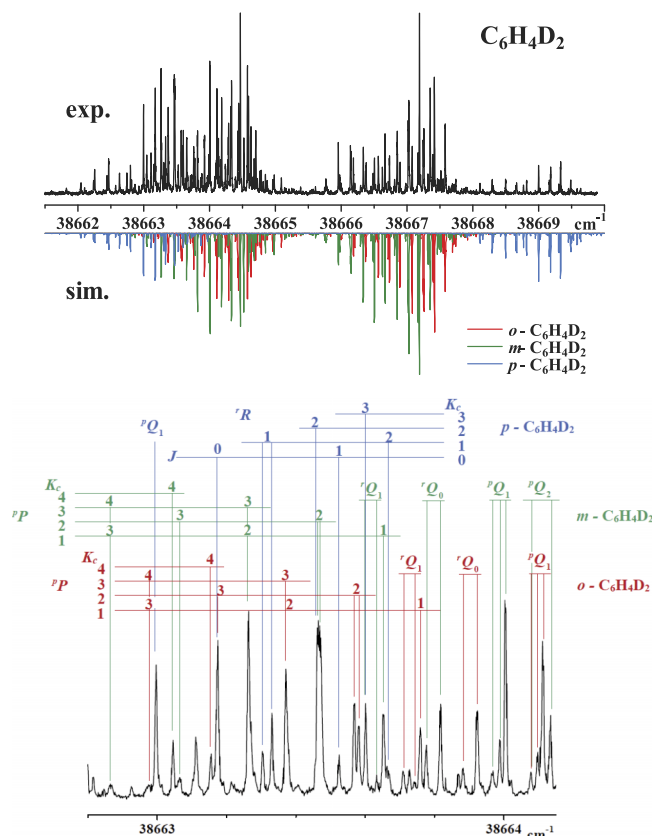 C6H4D2
exp.
38662 38663 38664 38665 38666 38667 38668 38669 cm-1
sim.
o- C6H4D2
m- C6H4D2
p- C6H4D2
3 Kc
rR 2 3
pQ1 1 2 2 p - C6H4D2
J 0 1 1
0
Kc
4 4 rQ1 rQ0 pQ1 pQ2
pP 3 4 3
2 3 2 m - C6H4D2
1 3 2 1
Kc 4
4 4 rQ1 rQ0 pQ1
pP 3 3 o - C6H4D2
2 3 2
1 3 2 1
38663 38664 cm-1